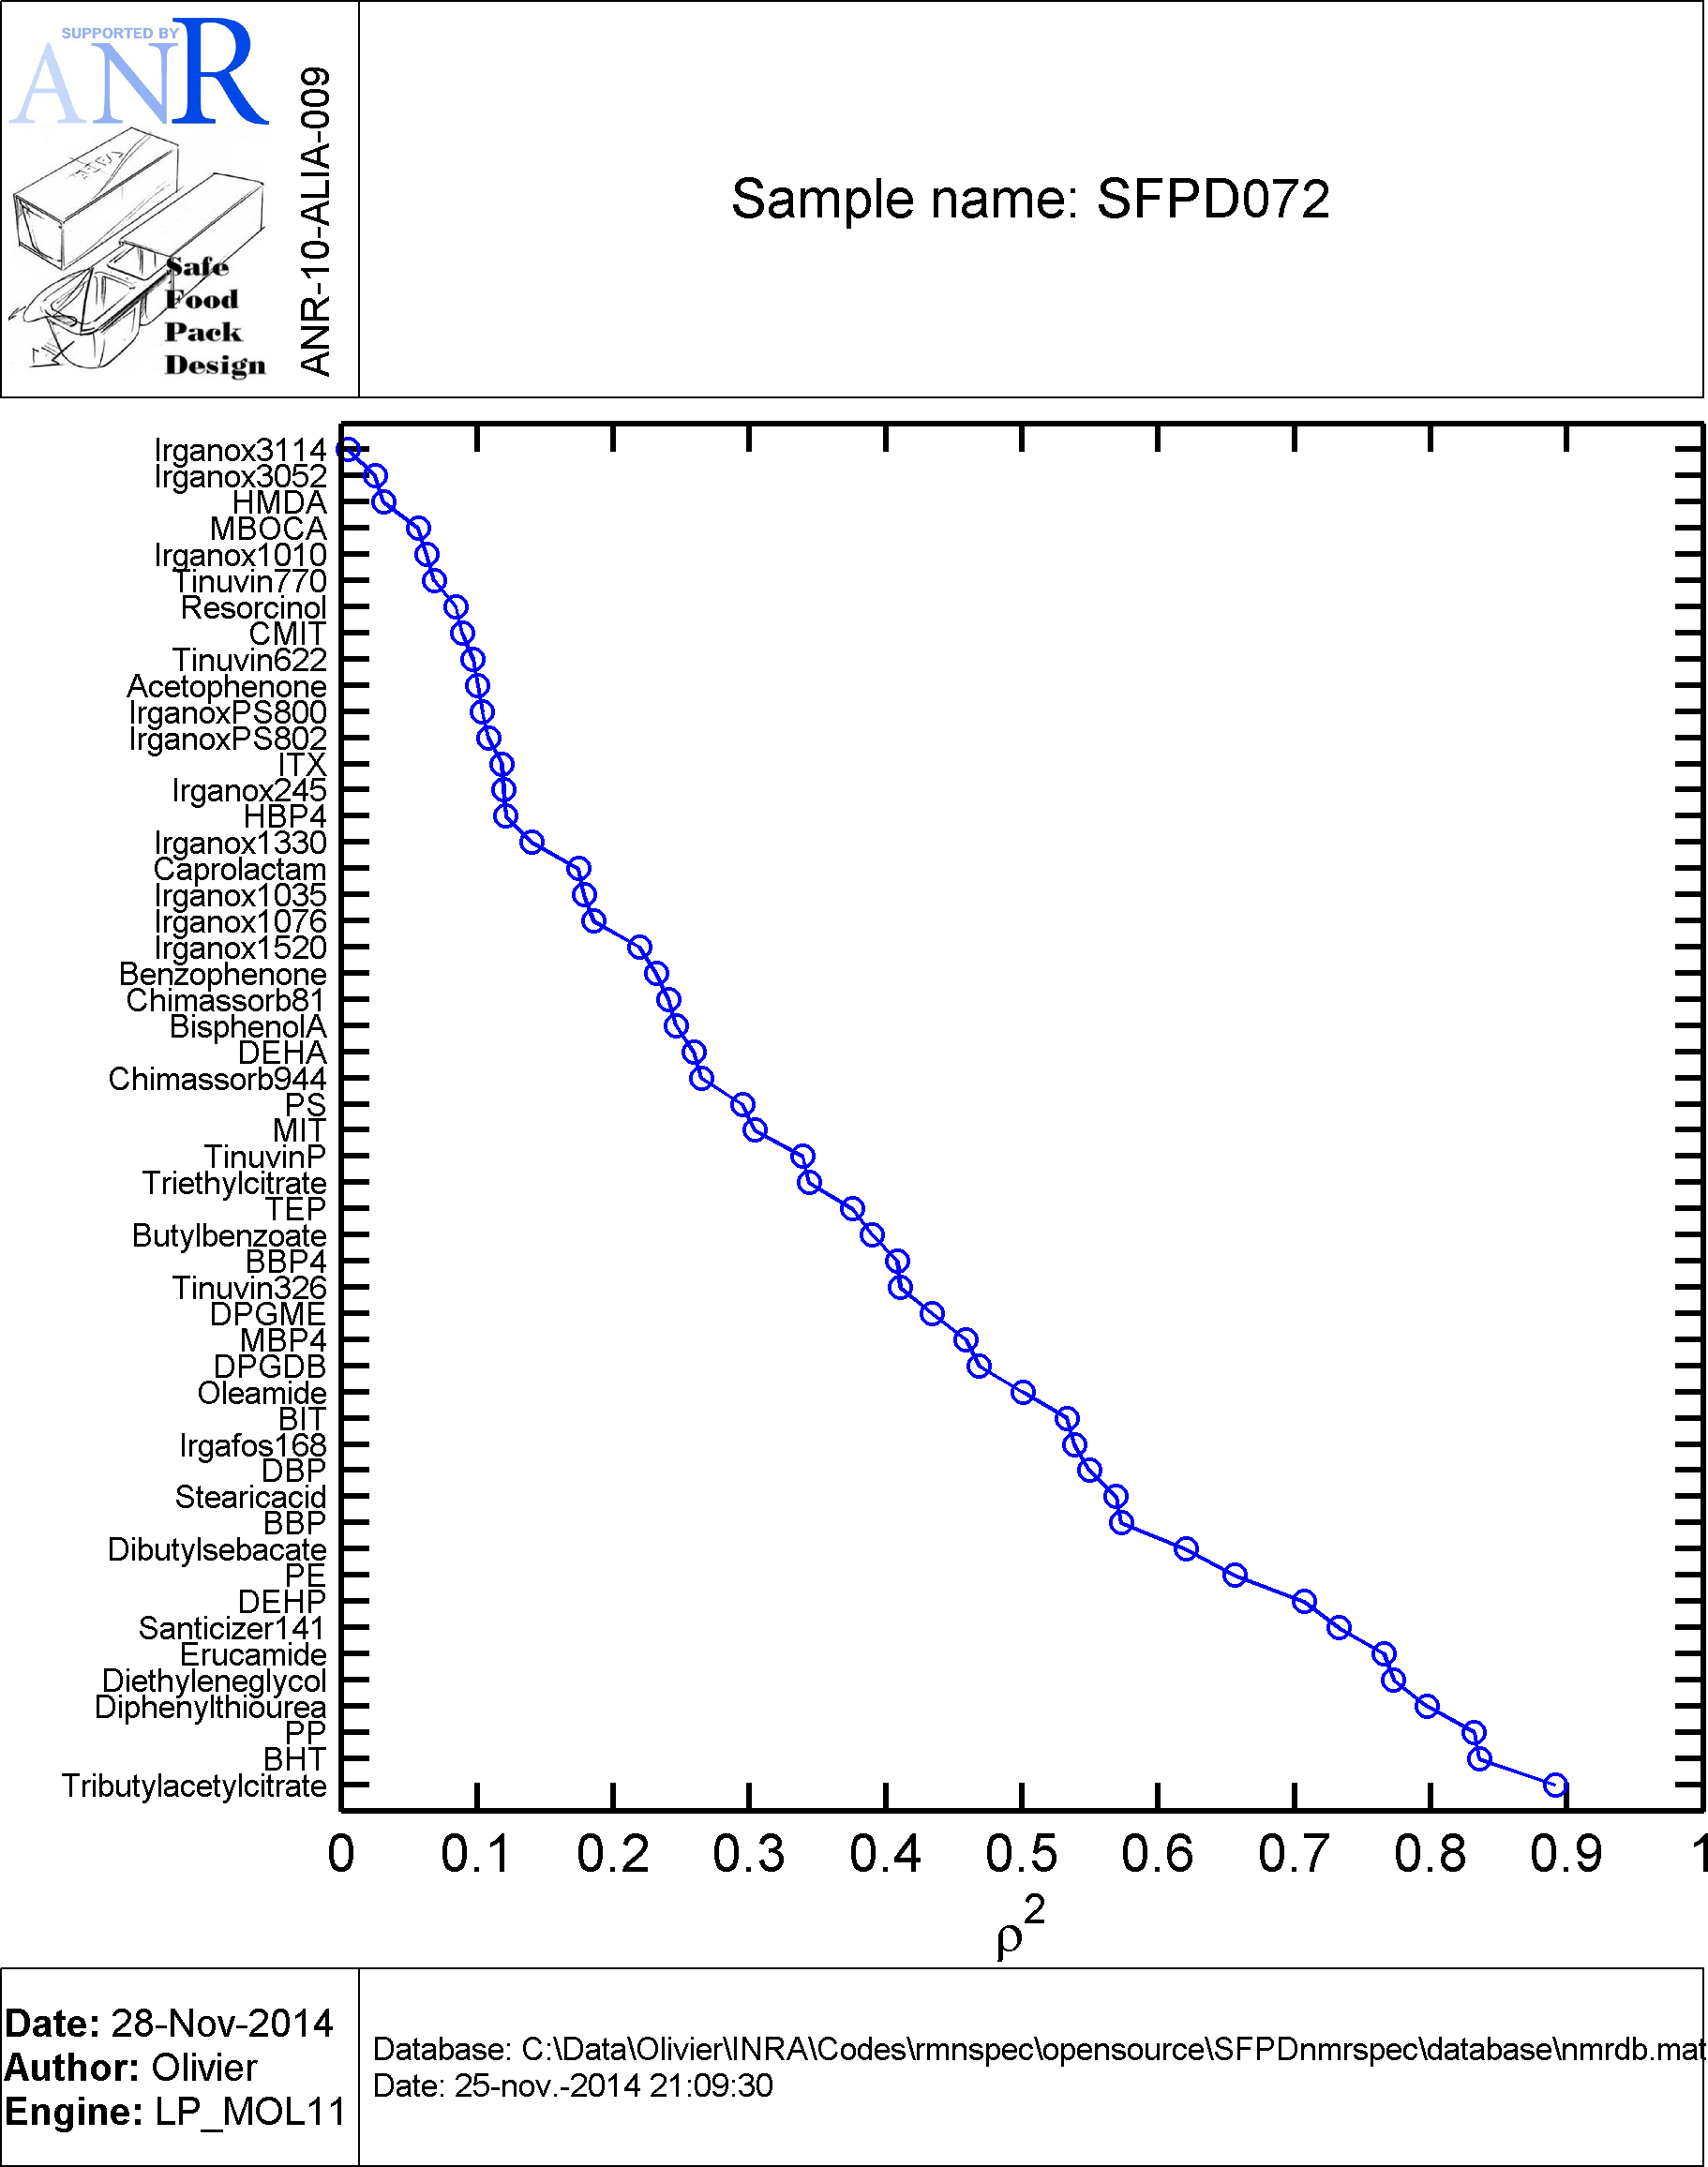 SUPPORTED BY
ANR
ANR-10-ALIA-009
Safe
Food
Pack
Design
Sample name: SFPD072
Irganox3114
Irganox3052
HMDA
MBOCA
Irganox1010
Tinuvin770
Resorcinol
CMIT
Tinuvin622
Acetophenone
IrganoxPS800
IrganoxPS802
ITX
Irganox245
HBP4
Irganox1330
Caprolactam
Irganox1035
Irganox1076
Irganox1520
Benzophenone
Chimassorb81
BisphenolA
DEHA
Chimassorb944
PS
MIT
TinuvinP
Triethylcitrate
TEP
Butylbenzoate
BBP4
Tinuvin326
DPGME
MBP4
DPGDB
Oleamide
BIT
Irgafos168
DBP
Stearicacid
BBP
Dibutylsebacate
PE
DEHP
Santicizer141
Erucamide
Diethyleneglycol
Diphenylthiourea
PP
BHT
Tributylacetylcitrate
0 0.1 0.2 0.3 0.4 0.5 0.6 0.7 0.8 0.9 1
ρ²
Date: 28-Nov-2014
Author: Olivier
Engine: LP_MOL11
Database: C:\Data\Olivier\INRA\Codes\rmnspec\opensource\SFPDnmrspec\database\nmrdb.mat
Date: 25-nov.-2014 21:09:30